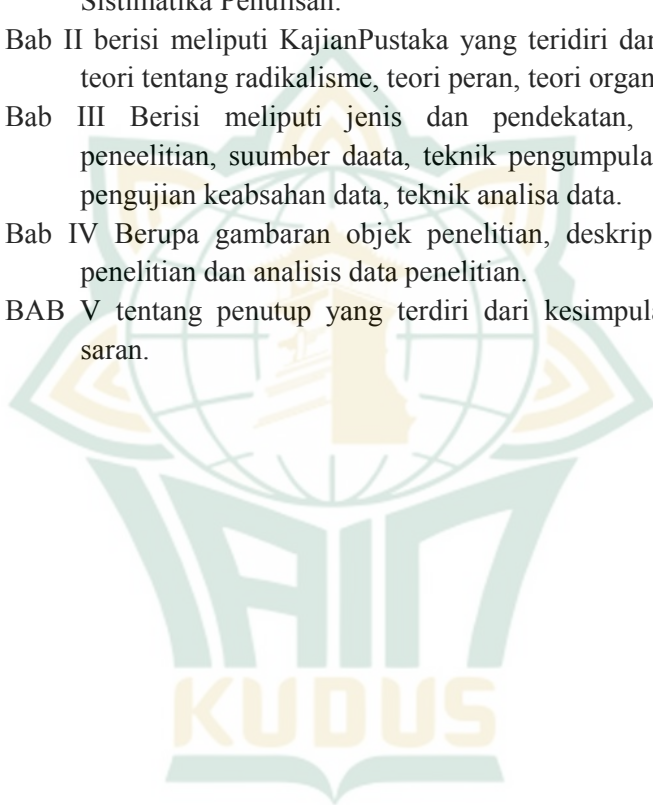 Sistimatika Penulisan.
Bab II berisi meliputi KajianPustaka yang teridiri dar
teori tentang radikalisme, teori peran, teori organ
Bab III Berisi meliputi jenis dan pendekatan,
peneelitian, suumber daata, teknik pengumpula
pengujian keabsahan data, teknik analisa data.
Bab IV Berupa gambaran objek penelitian, deskrip
penelitian dan analisis data penelitian.
BAB V tentang penutup yang terdiri dari kesimpula
saran.
IAIN
KUDUS